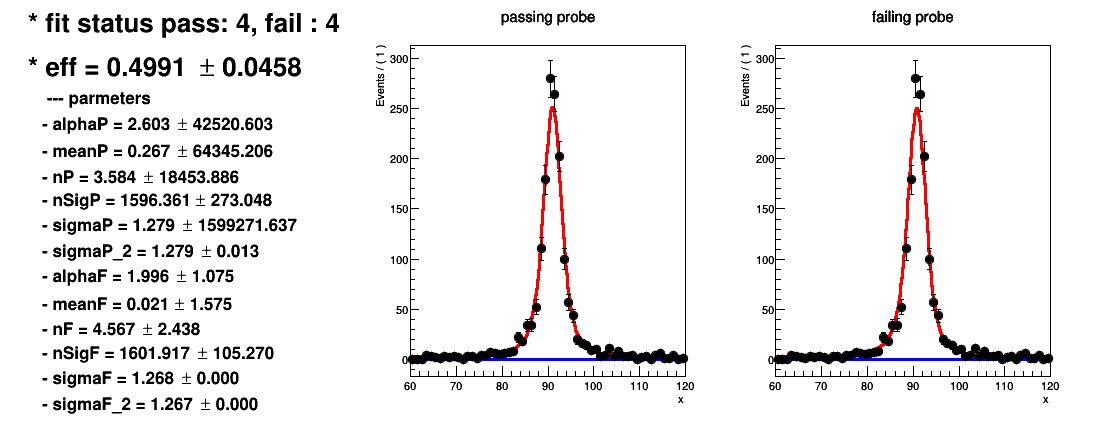 * fit status pass: 4, fail : 4
* eff = 0.4991 ± 0.0458
--- parmeters
- alphaP = 2.603 ± 42520.603
- meanP = 0.267 ± 64345.206
- nP = 3.584 ± 18453.886
- nSigP = 1596.361 ± 273.048
- sigmaP = 1.279 ± 1599271.637
- sigmaP_2 = 1.279 ± 0.013
- alphaF = 1.996 ± 1.075
- meanF = 0.021 ± 1.575
- nF = 4.567 ± 2.438
- nSigF = 1601.917 ± 105.270
- sigmaF = 1.268 ± 0.000
- sigmaF_2 = 1.267 ± 0.000
passing probe
Events / ( 1 )
300
250
200
150
100
50
0
60 70 80 90 100 110 120
x
failing probe
Events / ( 1 )
300
250
200
150
100
50
0
60 70 80 90 100 110 120
x